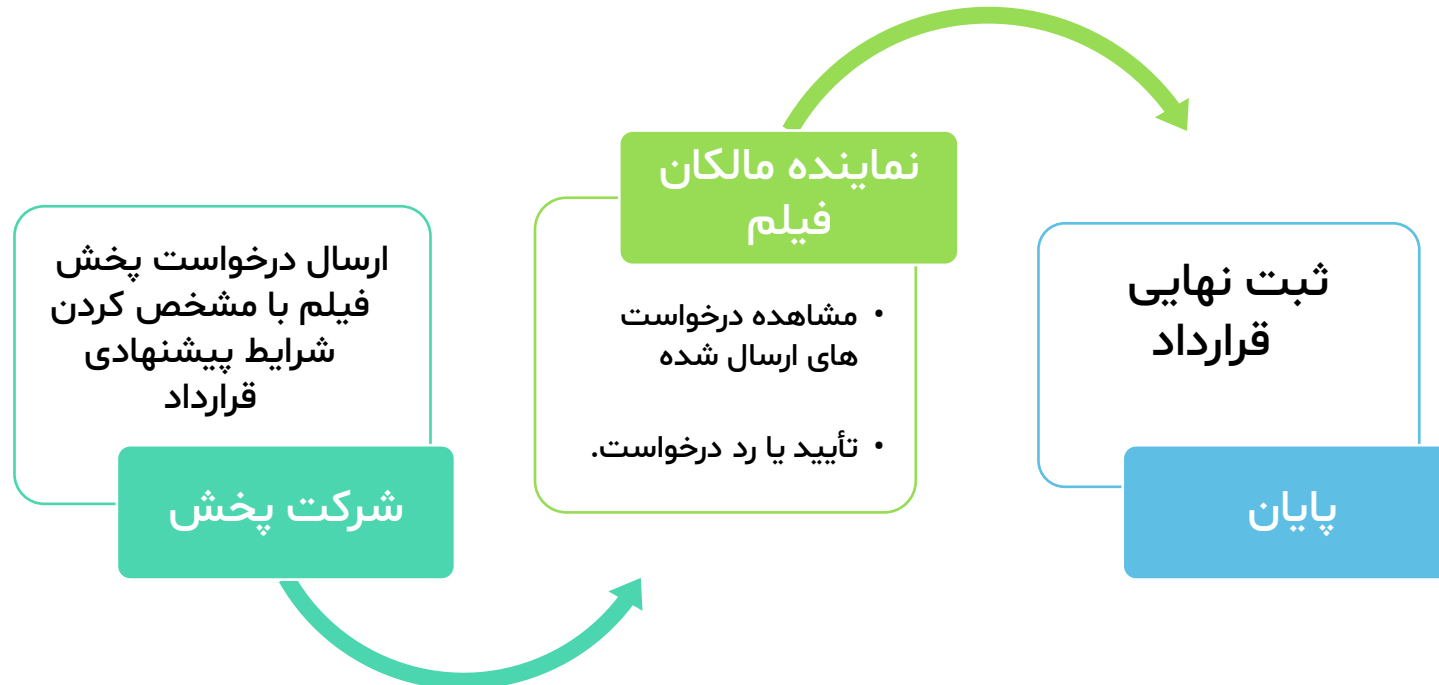 ارسال درخواست پخش
فیلم با مشخص کردن
شرایط پیشنهادی
قرارداد
شرکت پخش
نماینده مالکان
فیلم
• مشاهده درخواست
های ارسال شده
• تأیید یا رد درخواست.
ثبت نهایی
قرارداد
پایان